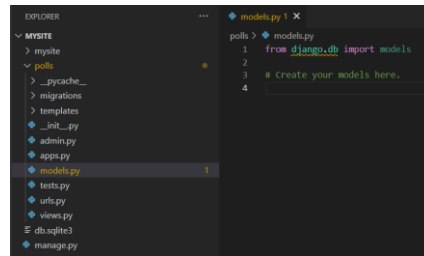 EXPLORER ...
MYSITE
mysite
polls
__pycache__
migrations
templates
__init__.py
admin.py
apps.py
models.py 1
tests.py
urls.py
views.py
db.sqlite3
manage.py
models.py 1 ×
polls > models.py
1 from django.db import models
2
3 # Create your models here.
4